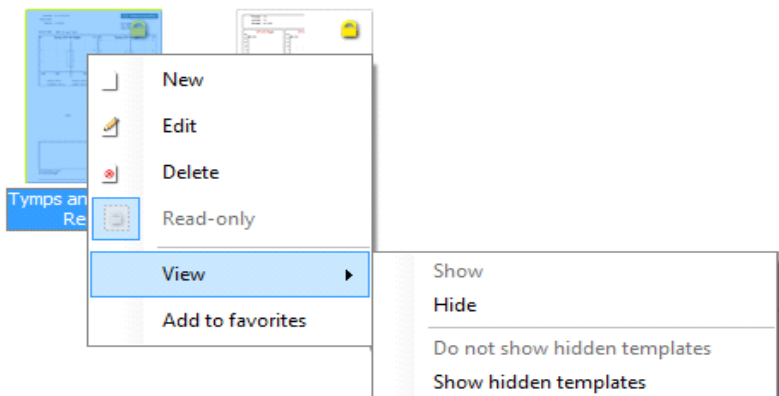 New
Edit
Delete
Tymps an
Re
Read-only
View
Show
Hide
Add to favorites
Do not show hidden templates
Show hidden templates